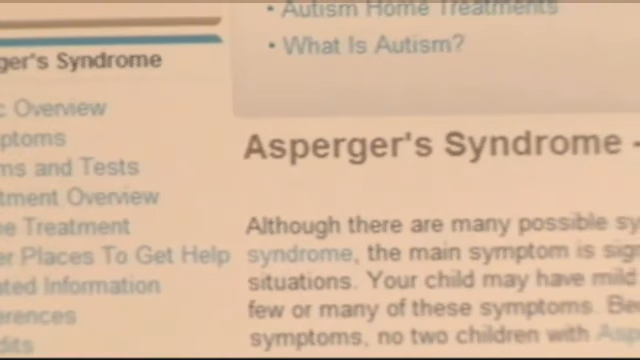 • Autism Home Treatments
• What Is Autism?
ger's Syndrome
c Overview
ptoms
ms and Tests
tment Overview
e Treatment
er Places To Get Help
ated Information
erences
dits
Asperger's Syndrome -
Although there are many possible sy
syndrome, the main symptom is sig
situations. Your child may have mild
few or many of these symptoms. Be
symptoms, no two children with Asp